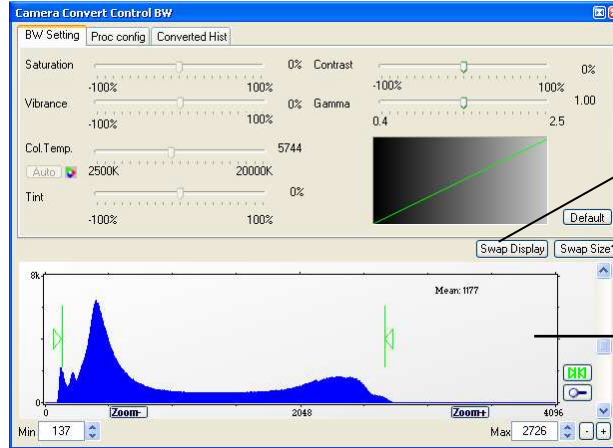 Camera Convert Control BW
BW Setting Proc config Converted Hist
Saturation 0% Contrast 0%
-100% 100% -100% 100%
Vibrance 0% Gamma 1.00
-100% 100% 0.4 2.5
Col.Temp. 5744
Auto 2500K 20000K
Tint 0%
-100% 100% Default
Swap Display Swap Size
8k
Mean: 1177
0
0 Zoom- 2048 Zoom+ 4096
Min 137 Max 2726 - +